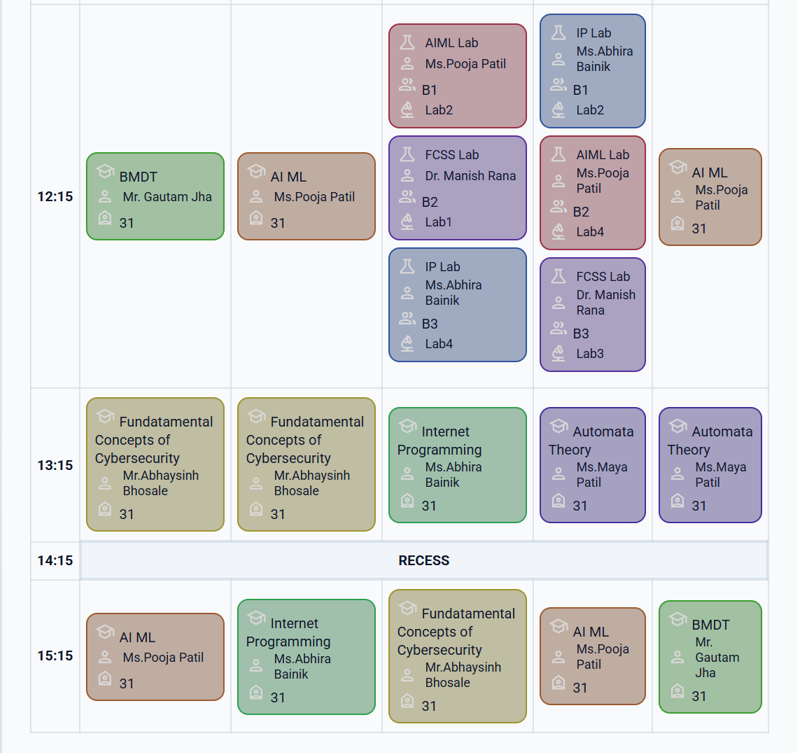 12:15
BMDT
Mr. Gautam Jha
31
AI ML
Ms.Pooja Patil
31
AIML Lab
Ms.Pooja Patil
B1
Lab2
FCSS Lab
Dr. Manish Rana
B2
Lab1
IP Lab
Ms.Abhira
Bainik
B3
Lab4
IP Lab
Ms.Abhira
Bainik
B1
Lab2
AIML Lab
Ms.Pooja
Patil
B2
Lab4
FCSS Lab
Dr. Manish
Rana
B3
Lab3
AI ML
Ms.Pooja
Patil
31
13:15
Fundatamental
Concepts of
Cybersecurity
Mr.Abhaysinh
Bhosale
31
Fundatamental
Concepts of
Cybersecurity
Mr.Abhaysinh
Bhosale
31
Internet
Programming
Ms.Abhira
Bainik
31
Automata
Theory
Ms.Maya
Patil
31
Automata
Theory
Ms.Maya
Patil
31
14:15
RECESS
15:15
AI ML
Ms.Pooja Patil
31
Internet
Programming
Ms.Abhira
Bainik
31
Fundatamental
Concepts of
Cybersecurity
Mr.Abhaysinh
Bhosale
31
AI ML
Ms.Pooja
Patil
31
BMDT
Mr.
Gautam
Jha
31